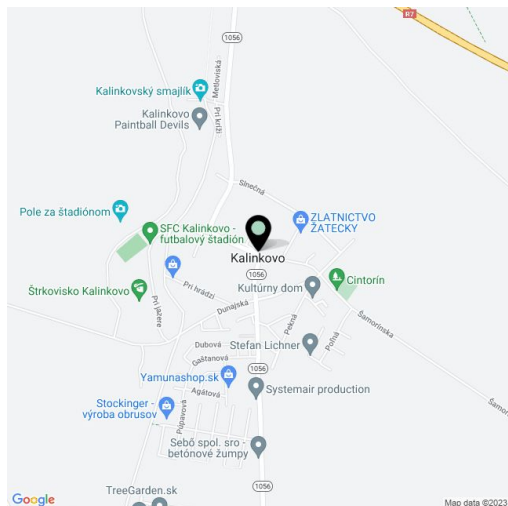 R7
1056
Metlovíská
Kalinkovský smajlík
Pri kríži
Kalinkovo
Paintball Devils
Slnečná
Pole za štadiónom
ZLATNICTVO
ŽATECKY
SFC Kalinkovo -
futbalový štadión
Kalinkovo
1056
Cintorín
Kultúrny dom
Štrkovisko Kalinkovo
Pri hrádzi
Pri jazere
Dunajská
Šamorínska
Pekná
Poľná
Dubová
Stefan Lichner
Gaštanová
1056
Yamunashop.sk
Agátová
Systemair production
Stockinger -
výroba obrusov
Púpavová
Šamo
Sebő spol. sro -
betónové žumpy
1056
TreeGarden.sk
Google
Map data ©2023